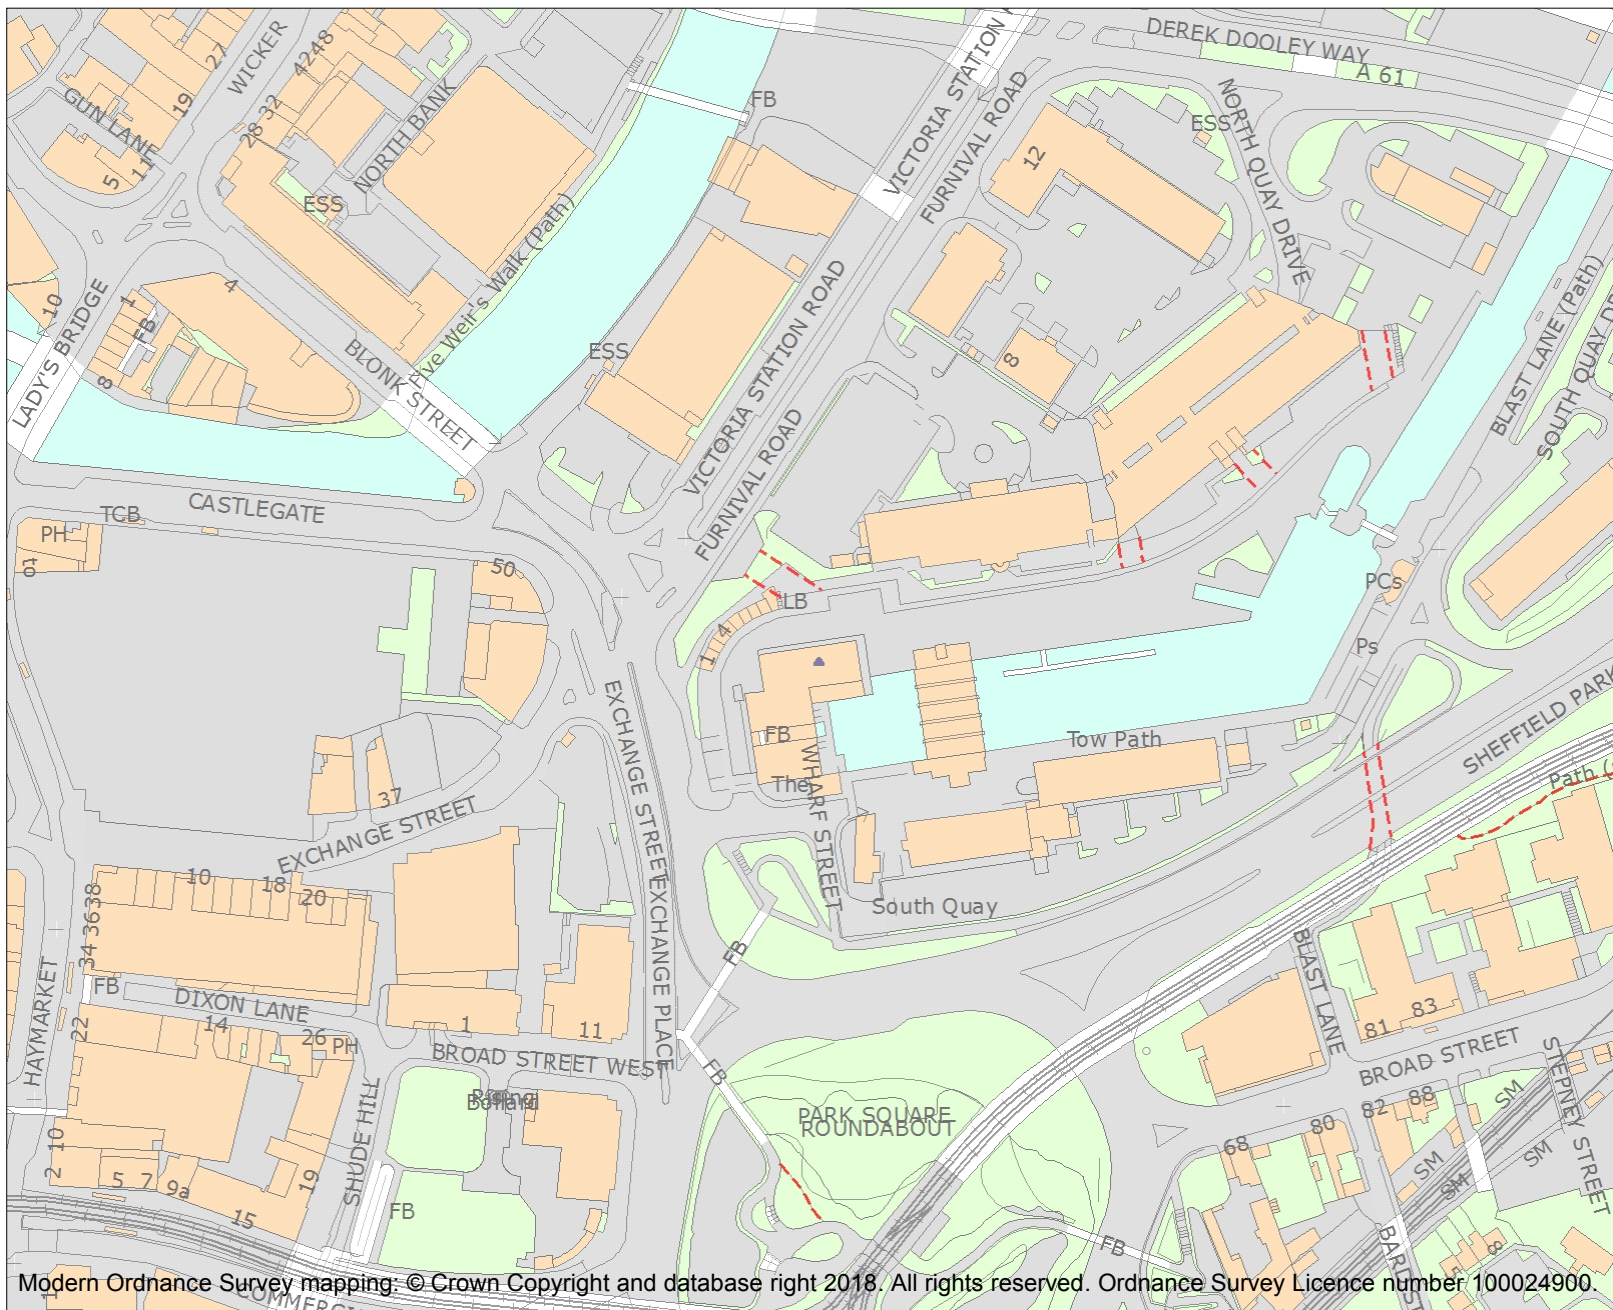 WICKER
27
4248
19
28 32
GUN LANE
5
11
NORTH BANK
ESS
FB
VICTORIA STATION
FURNIVAL ROAD
DEREK DOOLEY WAY
A 61
ESS
NORTH QUAY DRIVE
12
Five Weir's Walk (Path)
10
1
FB
8
4
LADY'S BRIDGE
BLONK STREET
ESS
VICTORIA STATION ROAD
FURNIVAL ROAD
8
BLAST LANE (Path)
SOUTH QUAY
CASTLEGATE
TCB
PH
to
50
LB
4
1
PCs
Ps
EXCHANGE STREET
FB
The
WHARF STREET
Tow Path
SHEFFIELD PARK
Path
37
EXCHANGE STREET
10
18
20
34 36 38
South Quay
EXCHANGE PLACE
FB
HAYMARKET
FB
DIXON LANE
22
14
26
PH
1
11
BROAD STREET WEST
FB
BLAST LANE
81
83
BROAD STREET
STEPNEY STREET
SM
SM
SM
SM
68
80
82
88
PARK SQUARE
ROUNDABOUT
SHUDE HILL
10
2
5
7
9a
15
19
FB
FB
8
Modern Ordnance Survey mapping: © Crown Copyright and database right 2018. All rights reserved. Ordnance Survey Licence number 100024900.